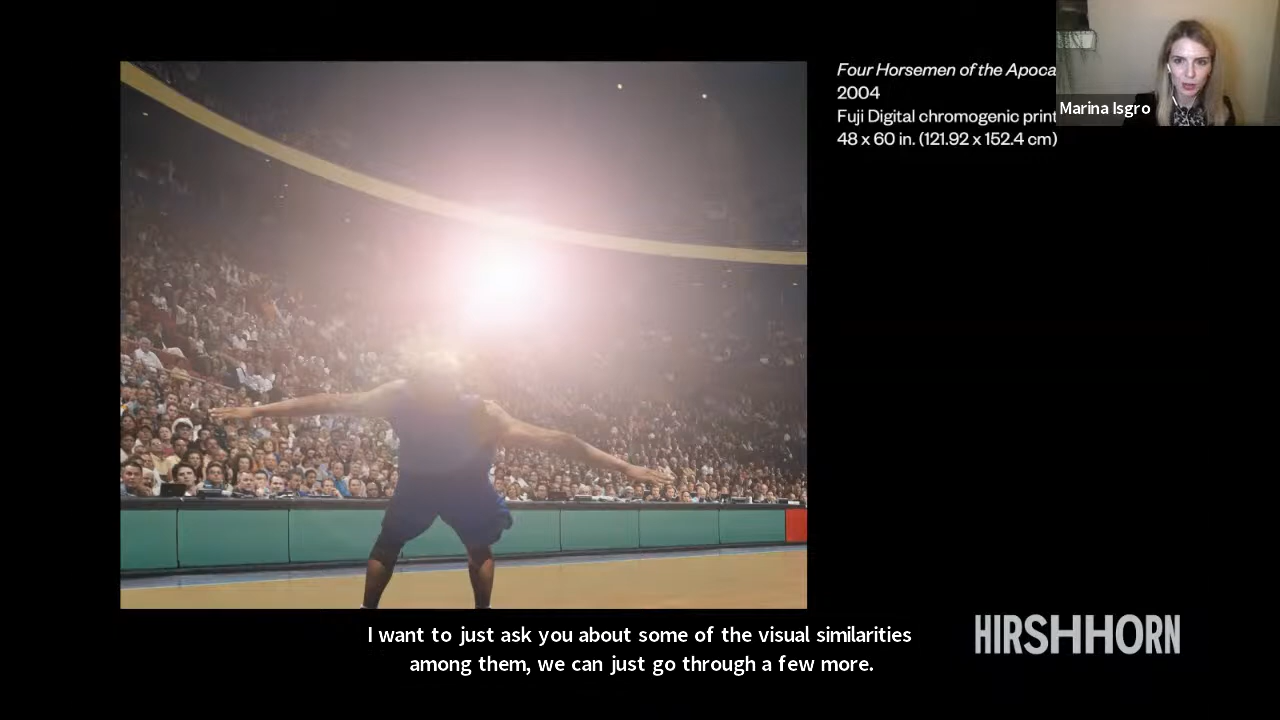 Four Horsemen of the Apoca
2004
Fuji Digital chromogenic print
48 x 60 in. (121.92 x 152.4 cm)
Marina Isgro
I want to just ask you about some of the visual similarities
among them, we can just go through a few more.
HIRSHHORN